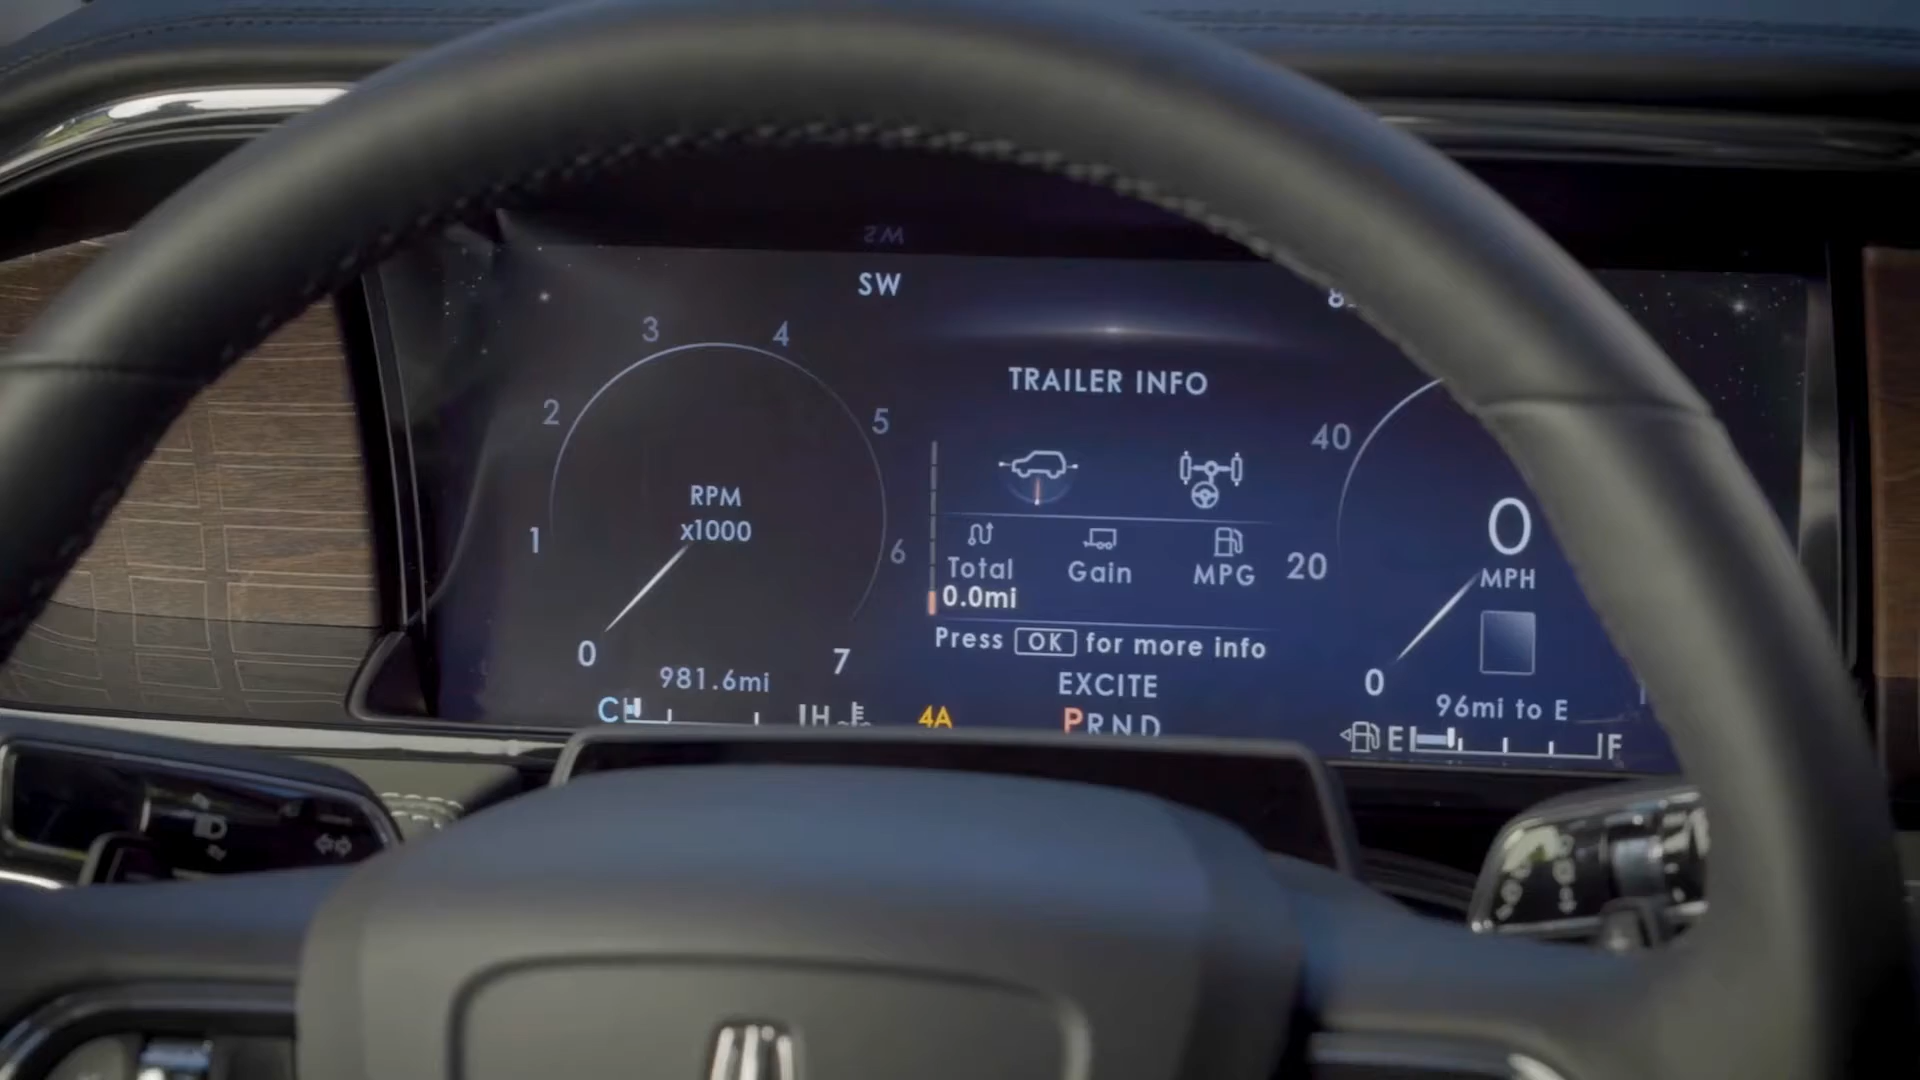 SW
TRAILER INFO
3
4
2
5
40
RPM
x1000
0
MPH
1
6
Total
Gain
MPG
20
0.0mi
Press OK for more info
0
7
981.6mi
EXCITE
0
96mi to E
C
H
4A
PRND
E
F